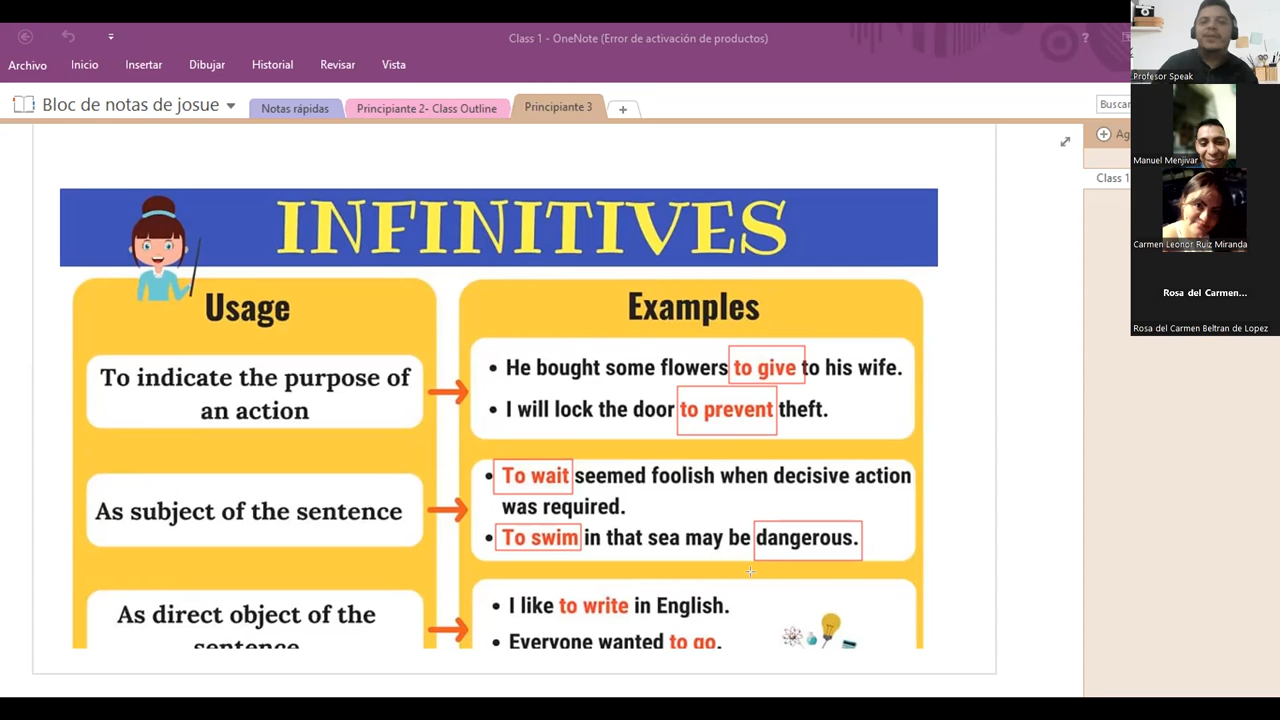 Class 1 - OneNote (Error de activación de productos)
?
Archivo
Inicio
Insertar
Dibujar
Historial
Revisar
Vista
Bloc de notas de josue
Notas rápidas
Principiante 2- Class Outline
Principiante 3
+
Buscar
Ag
Class 1
INFINITIVES
Usage
Examples
To indicate the purpose of
an action
• He bought some flowers to give to his wife.
• I will lock the door to prevent theft.
As subject of the sentence
• To wait seemed foolish when decisive action
was required.
• To swim in that sea may be dangerous.
As direct object of the
sentence
• I like to write in English.
• Everyone wanted to go.
Profesor Speak
Manuel Menjivar
Carmen Leonor Ruiz Miranda
Rosa del Carmen...
Rosa del Carmen Beltran de Lopez